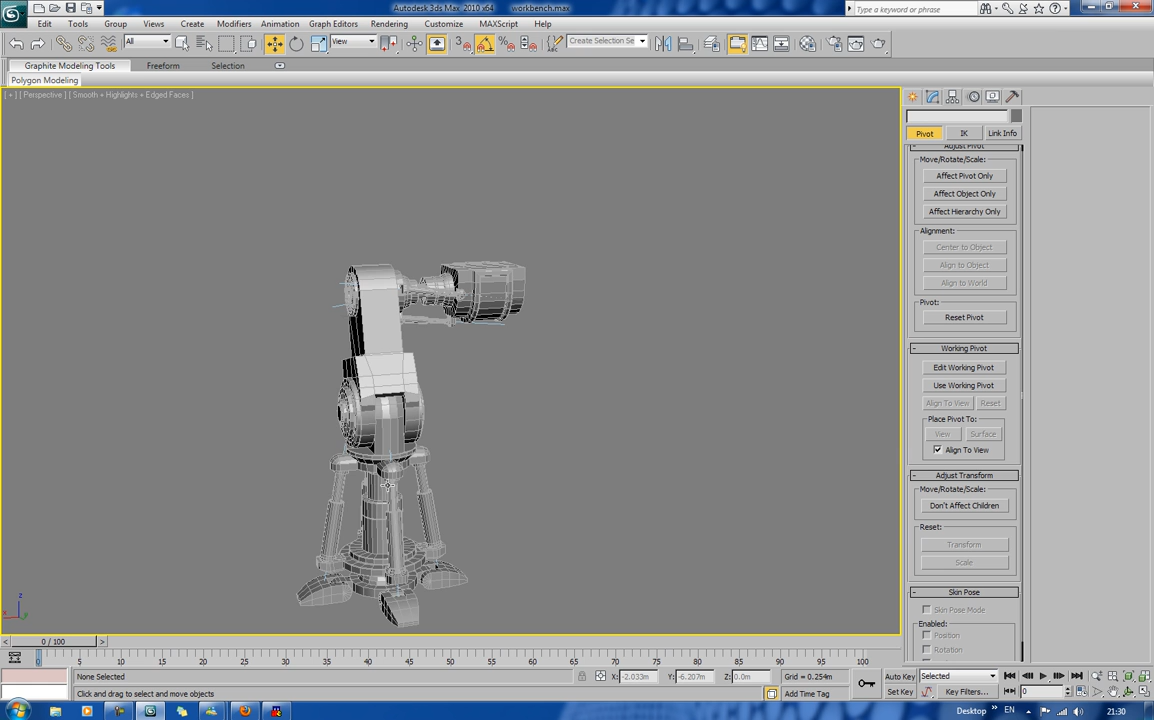 Autodesk 3ds Max 2010 x64 workbench.max
Type a keyword or phrase
Edit Tools Group Views Create Modifiers Animation Graph Editors Rendering Customize MAXScript Help
All View Create Selection Se
Graphite Modeling Tools Freeform Selection
Polygon Modeling
[ + ] [ Perspective ] [ Smooth + Highlights + Edged Faces ]
Pivot IK Link Info
Adjust Pivot
Move/Rotate/Scale:
Affect Pivot Only
Affect Object Only
Affect Hierarchy Only
Alignment:
Center to Object
Align to Object
Align to World
Pivot:
Reset Pivot
Working Pivot
Edit Working Pivot
Use Working Pivot
Align To View Reset
Place Pivot To:
View Surface
Align To View
Adjust Transform
Move/Rotate/Scale:
Don't Affect Children
Reset:
Transform
Scale
Skin Pose
Skin Pose Mode
Enabled:
Position
Rotation
z
x y
< 0 / 100 >
0 5 10 15 20 25 30 35 40 45 50 55 60 65 70 75 80 85 90 95 100
None Selected X: -2.033m Y: -6.207m Z: 0.0m Grid = 0.254m Auto Key Selected
Click and drag to select and move objects Add Time Tag Set Key Key Filters... 0
Desktop » EN 21:30